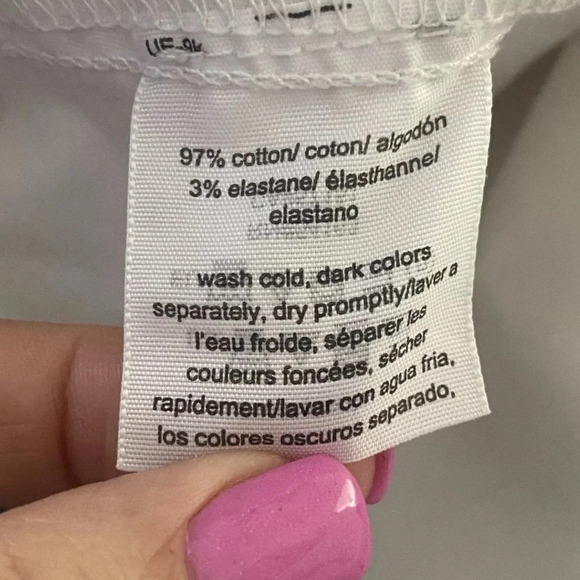 97% cotton/ coton/ algodón
3% elastane/ élasthanne/
elastano
wash cold, dark colors
separately, dry promptly/laver a
l'eau froide, séparer les
couleurs foncées, sécher
rapidement/lavar con agua fria,
los colores oscuros separado,